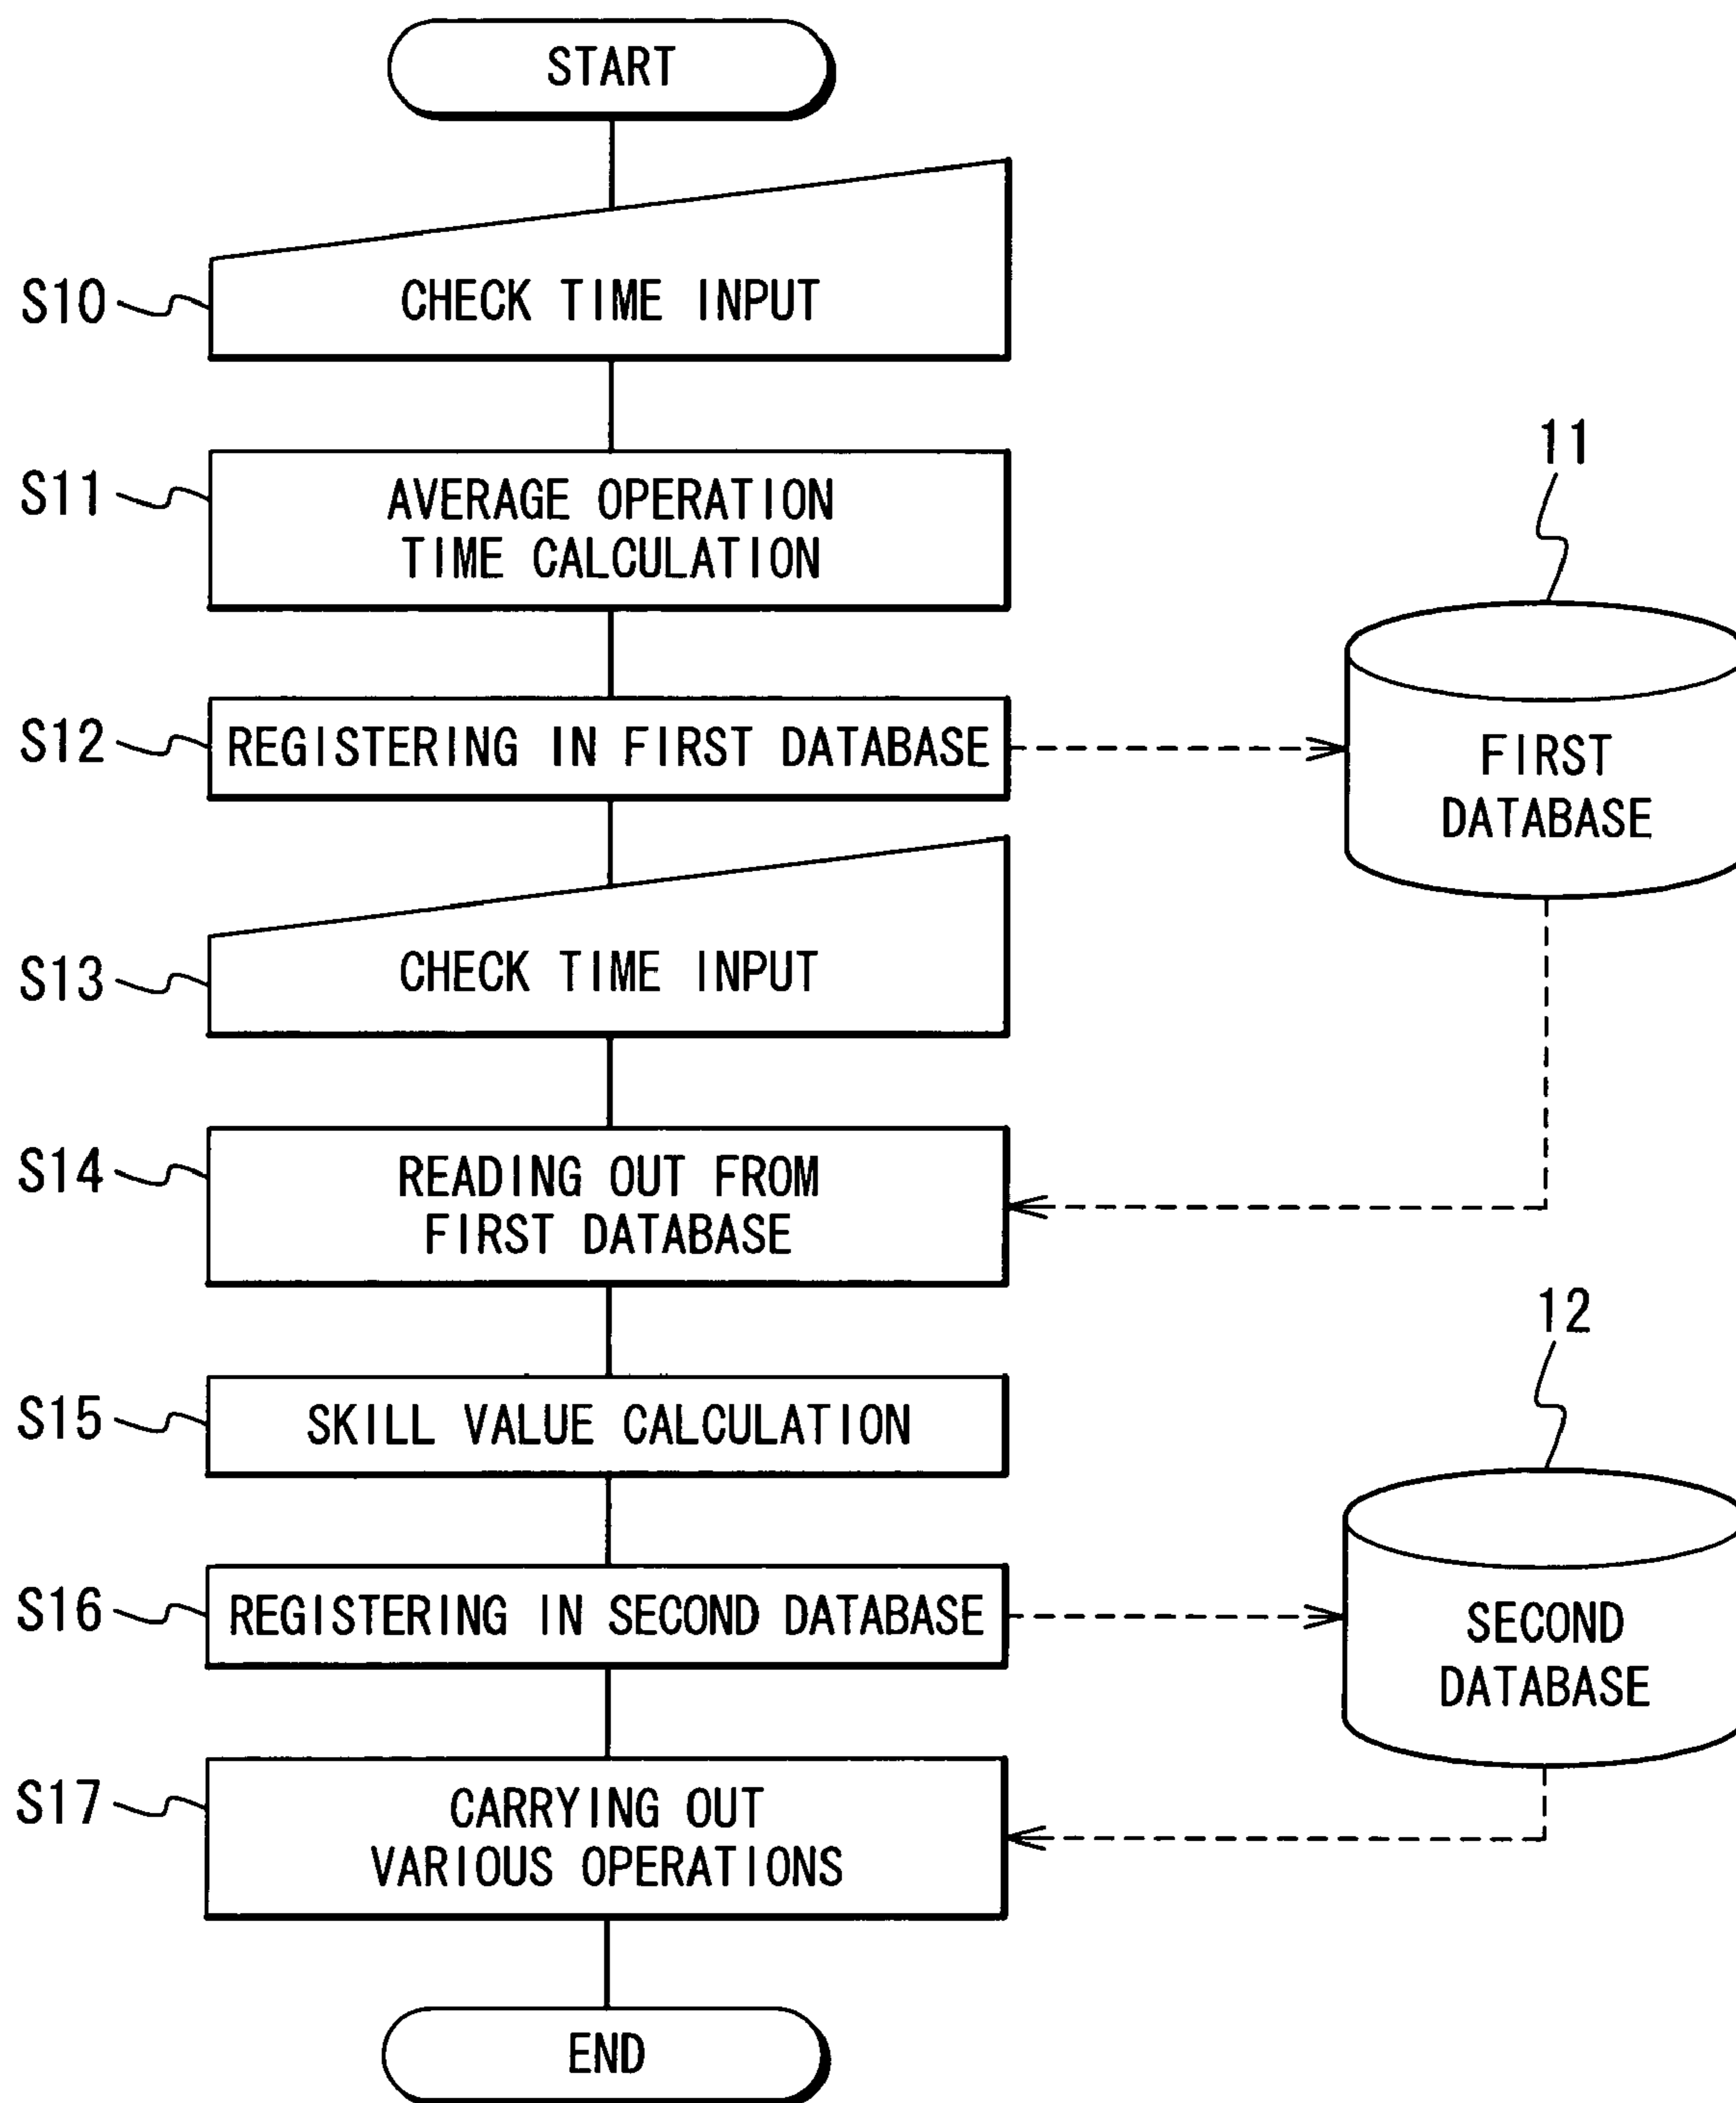 START
S10
CHECK TIME INPUT
S11
AVERAGE OPERATION
TIME CALCULATION
11
S12
REGISTERING IN FIRST DATABASE
FIRST
DATABASE
S13
CHECK TIME INPUT
S14
READING OUT FROM
FIRST DATABASE
12
S15
SKILL VALUE CALCULATION
S16
REGISTERING IN SECOND DATABASE
SECOND
DATABASE
S17
CARRYING OUT
VARIOUS OPERATIONS
END